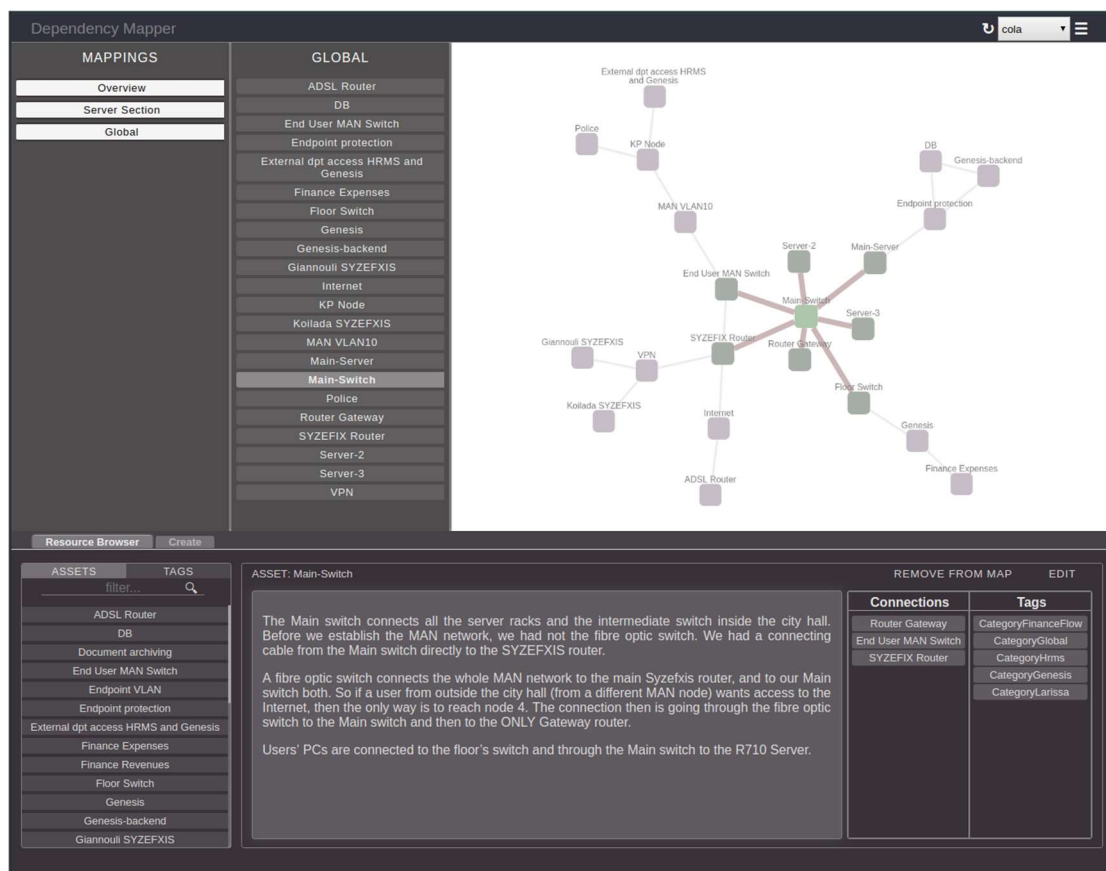 Dependency Mapper
cola
MAPPINGS
Overview
Server Section
Global
GLOBAL
ADSL Router
DB
End User MAN Switch
Endpoint protection
External dpt access HRMS and
Genesis
Finance Expenses
Floor Switch
Genesis
Genesis-backend
Giannouli SYZEFXIS
Internet
KP Node
Koilada SYZEFXIS
MAN VLAN10
Main-Server
Main-Switch
Police
Router Gateway
SYZEFIX Router
Server-2
Server-3
VPN
External dpt access HRMS
and Genesis
Police
KP Node
DB
Genesis-backend
MAN VLAN10
Endpoint protection
Server-2
Main-Server
End User MAN Switch
Main-Switch
Server-3
Giannouli SYZEFXIS
VPN
SYZEFIX Router
Router Gateway
Floor Switch
Koilada SYZEFXIS
Internet
Genesis
Finance Expenses
ADSL Router
Resource Browser
Create
ASSETS
TAGS
filter...
ADSL Router
DB
Document archiving
End User MAN Switch
Endpoint VLAN
Endpoint protection
External dpt access HRMS and Genesis
Finance Expenses
Finance Revenues
Floor Switch
Genesis
Genesis-backend
Giannouli SYZEFXIS
ASSET: Main-Switch
REMOVE FROM MAP
EDIT
The Main switch connects all the server racks and the intermediate switch inside the city hall.
Before we establish the MAN network, we had not the fibre optic switch. We had a connecting
cable from the Main switch directly to the SYZEFXIS router.
A fibre optic switch connects the whole MAN network to the main Syzefxis router, and to our Main
switch both. So if a user from outside the city hall (from a different MAN node) wants access to the
Internet, then the only way is to reach node 4. The connection then is going through the fibre optic
switch to the Main switch and then to the ONLY Gateway router.
Users' PCs are connected to the floor's switch and through the Main switch to the R710 Server.
Connections
Router Gateway
End User MAN Switch
SYZEFIX Router
Tags
CategoryFinanceFlow
CategoryGlobal
CategoryHrms
CategoryGenesis
CategoryLarissa